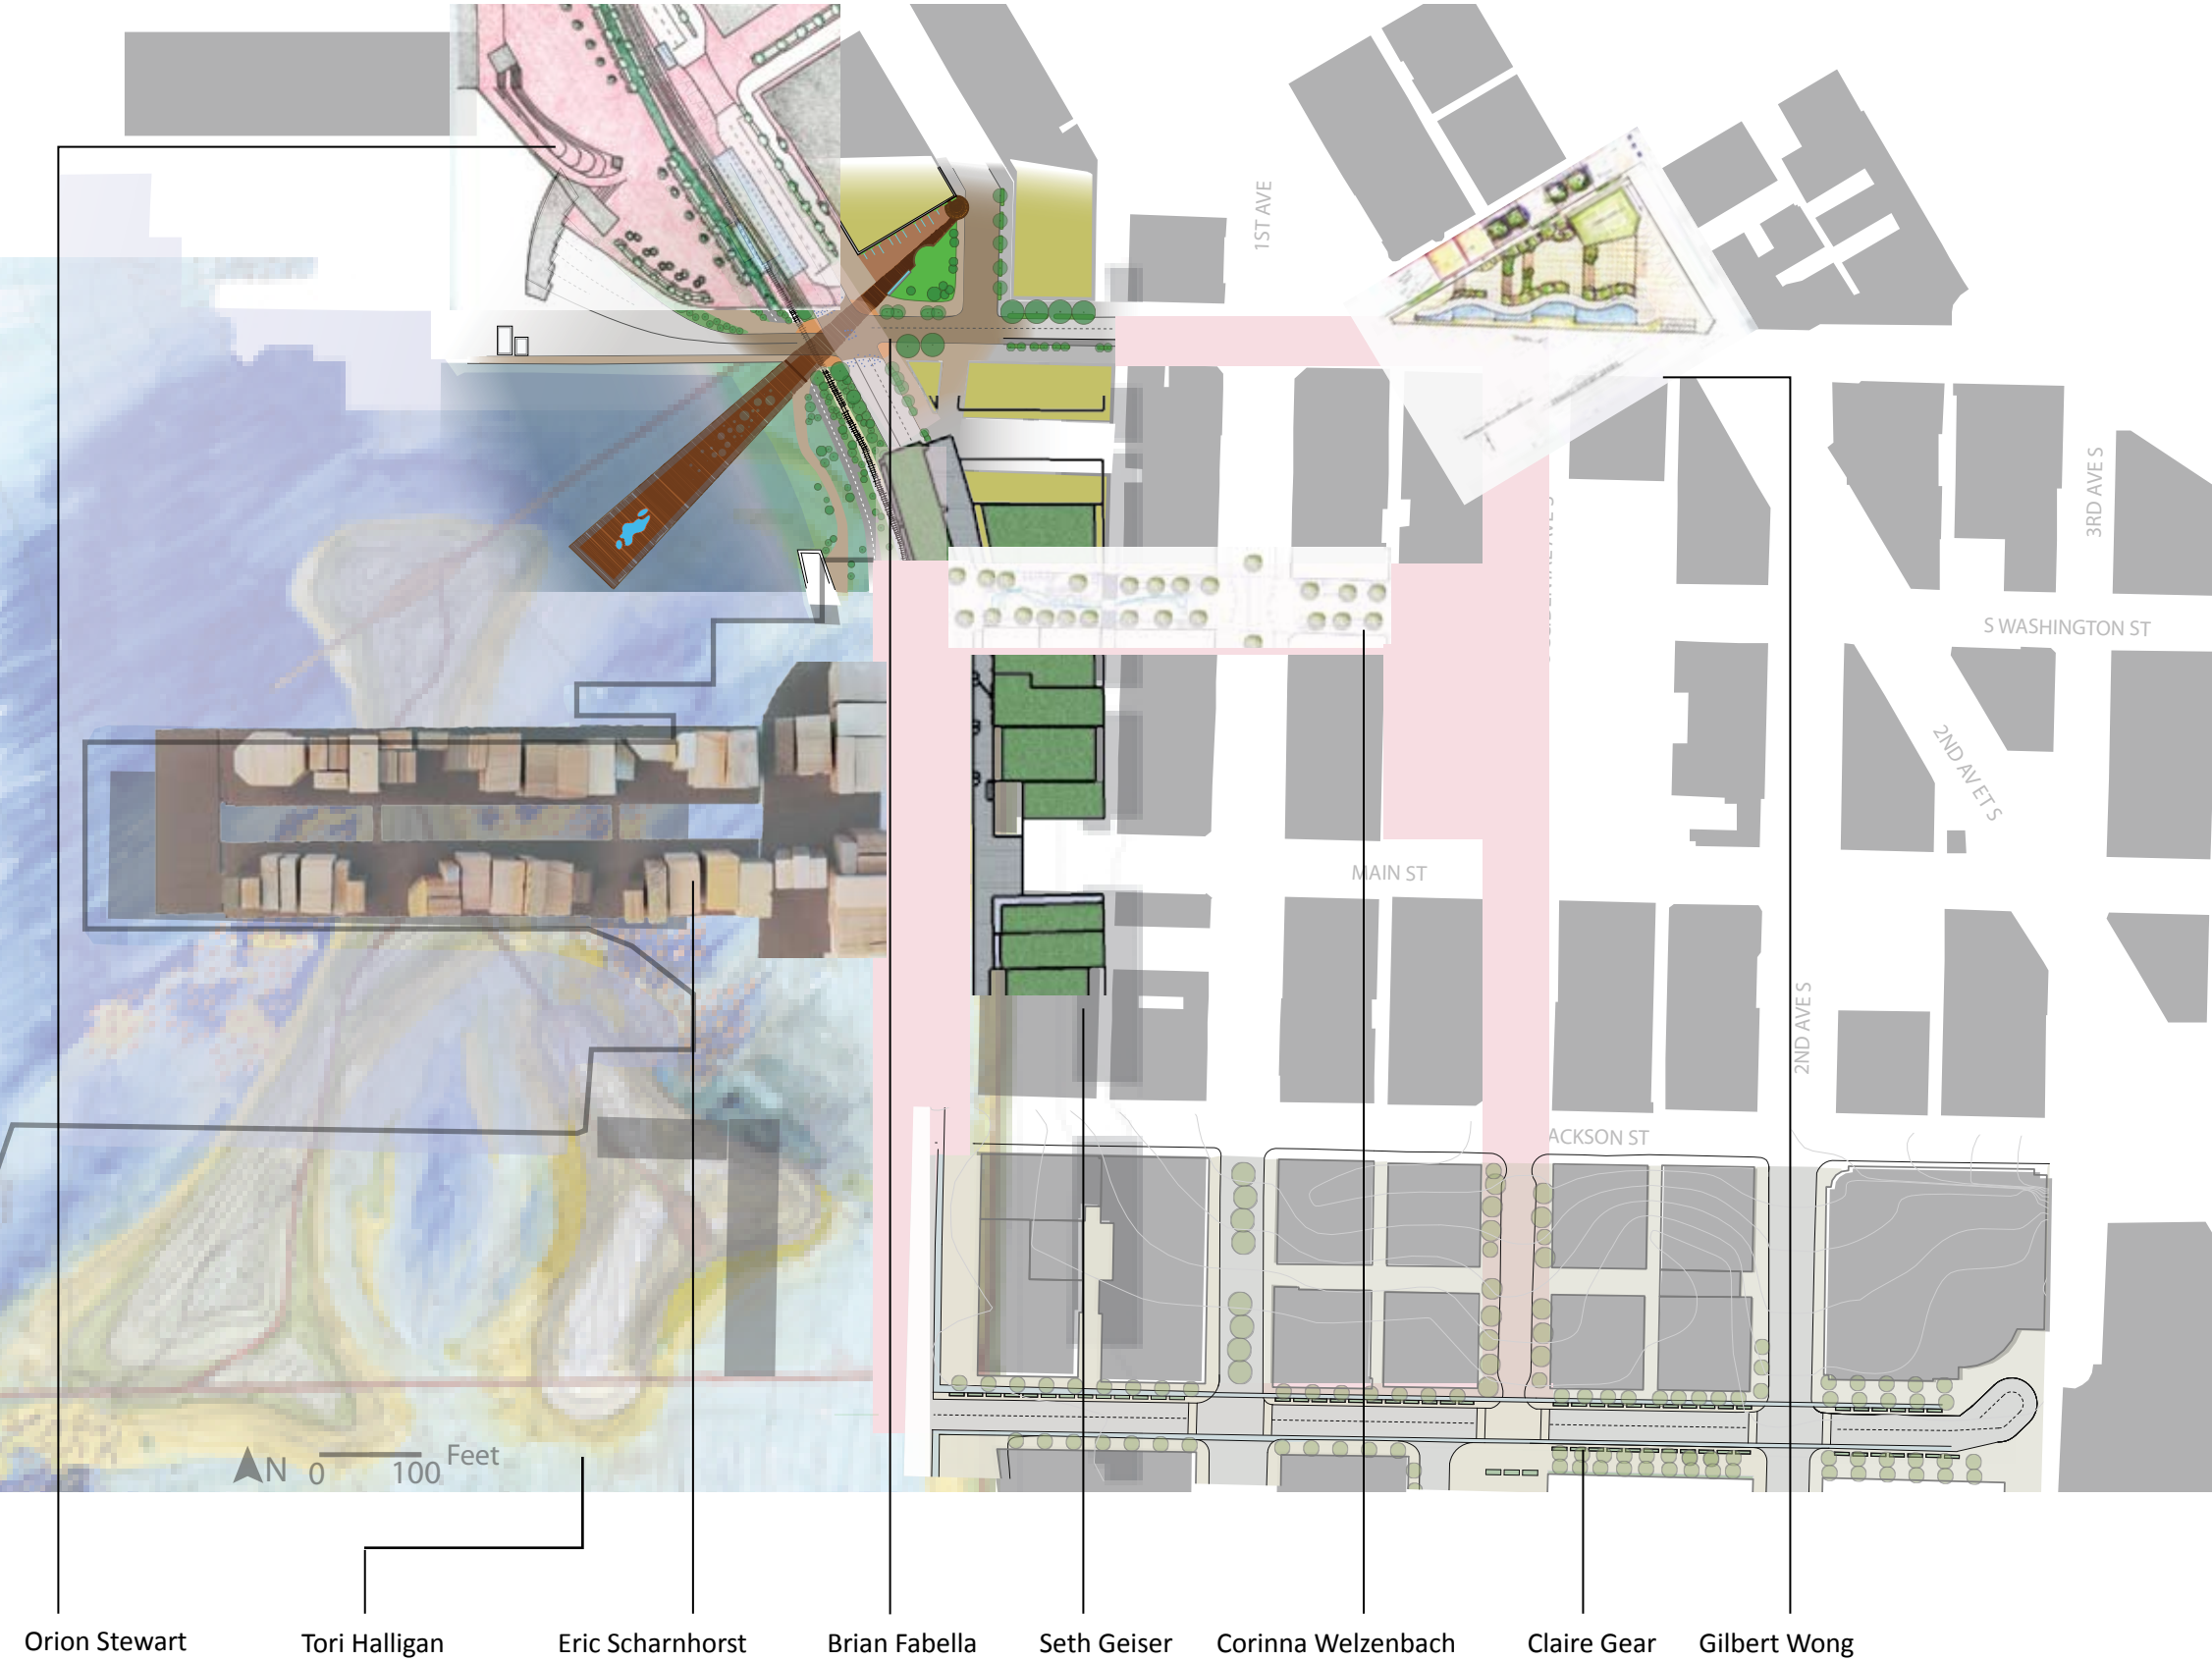 1ST AVE
3RD AVE S
S WASHINGTON ST
2ND AV ET S
MAIN ST
2ND AVE S
ACKSON ST
N 0 100 Feet
Orion Stewart
Tori Halligan
Eric Scharnhorst
Brian Fabella
Seth Geiser
Corinna Welzenbach
Claire Gear
Gilbert Wong